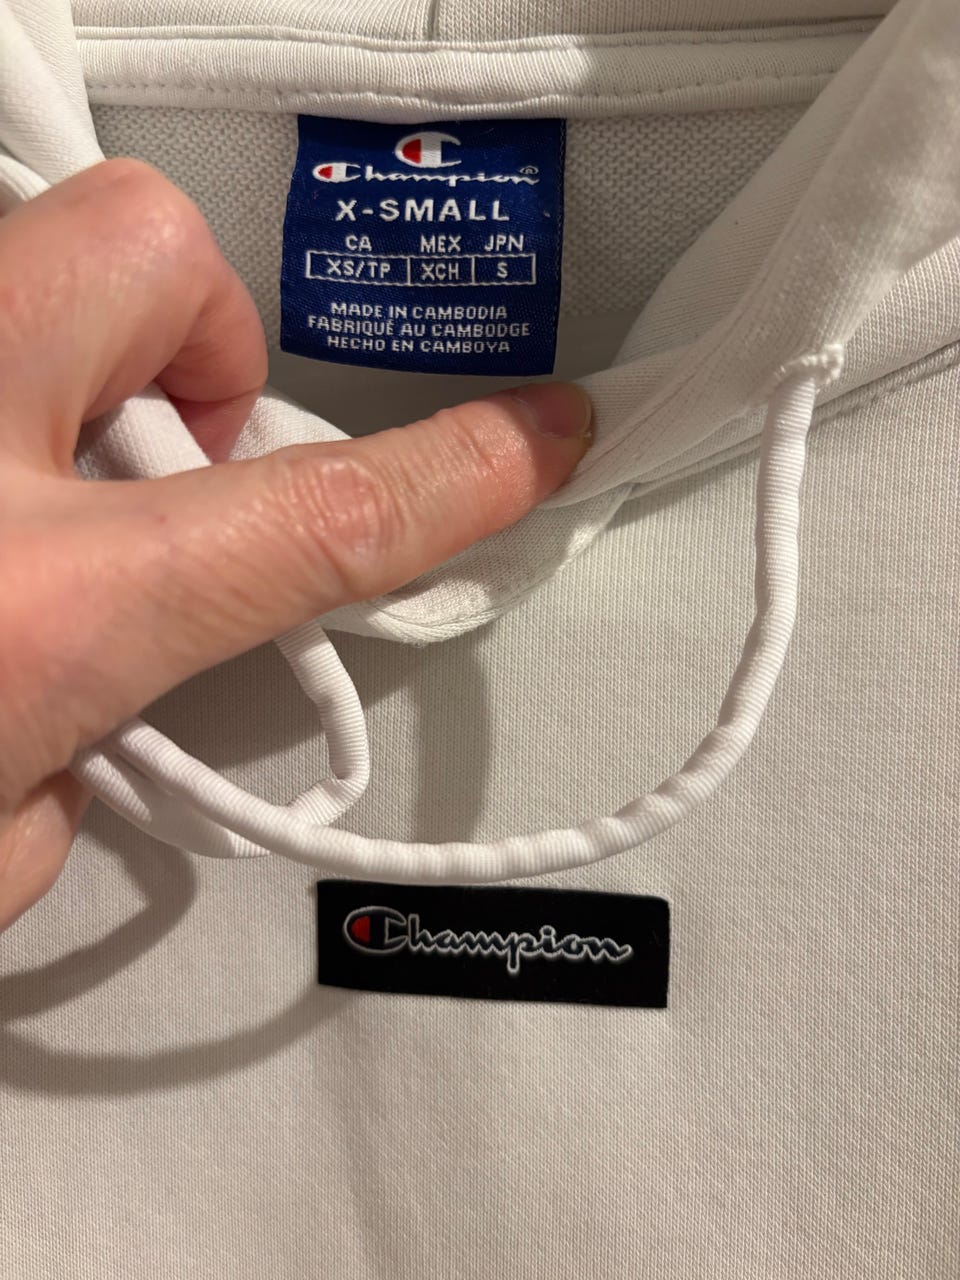 Champion®
X-SMALL
CA MEX JPN
XS/TP XCH S
MADE IN CAMBODIA
FABRIQUÉ AU CAMBODGE
HECHO EN CAMBOYA
Champion